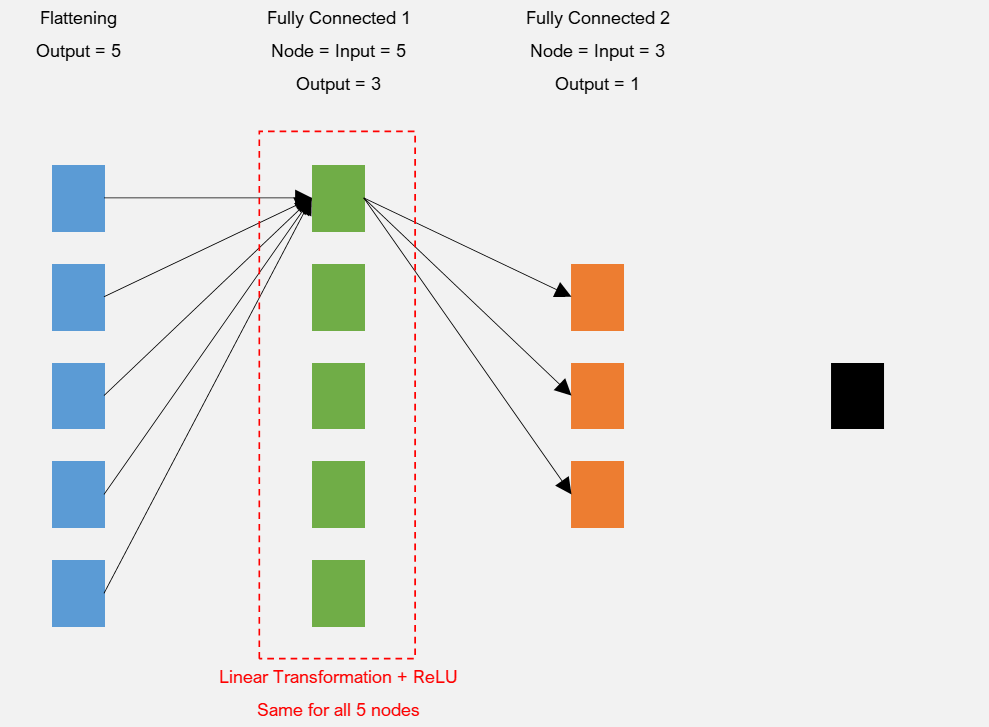 Flattening
Output = 5
Fully Connected 1
Node = Input = 5
Output = 3
Fully Connected 2
Node = Input = 3
Output = 1
Linear Transformation + ReLU
Same for all 5 nodes